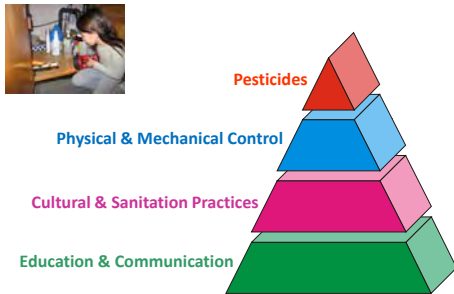 Pesticides
Physical & Mechanical Control
Cultural & Sanitation Practices
Education & Communication